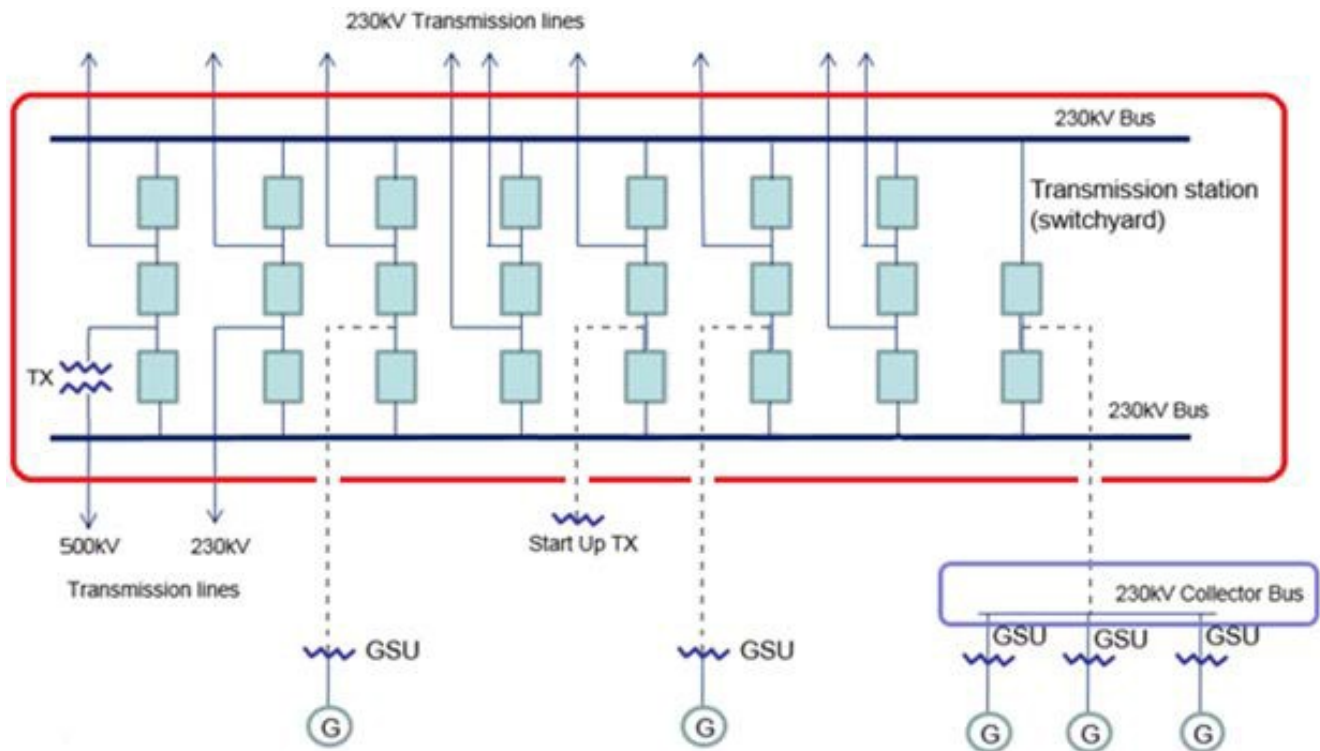 230kV Transmission lines
230kV Bus
Transmission station
(switchyard)
TX
230kV Bus
500kV
230kV
Start Up TX
Transmission lines
230kV Collector Bus
GSU
GSU
GSU
GSU
GSU
G
G
G
G
G